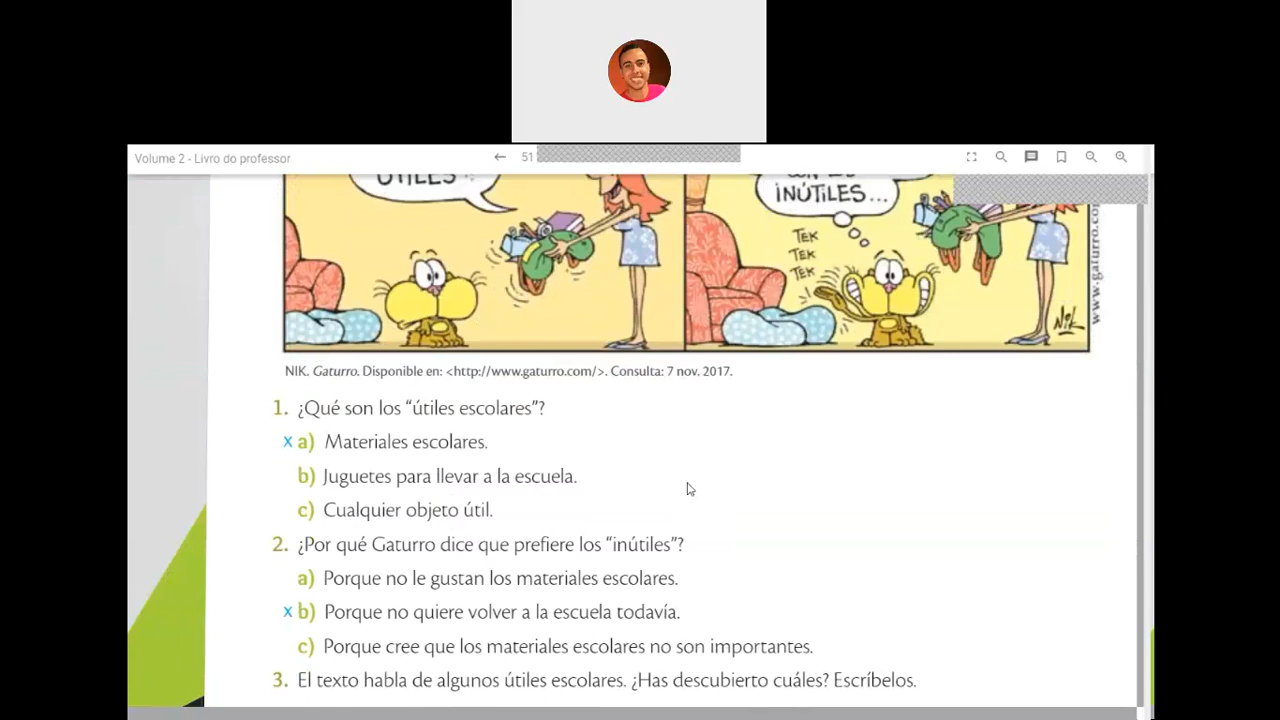 Volume 2 - Livro do professor
51
ÚTILES
INÚTILES...
TEK
TEK
TEK
Nik
www.gaturro.co
NIK. Gaturro. Disponible en: <http://www.gaturro.com/>. Consulta: 7 nov. 2017.
1. ¿Qué son los “útiles escolares”?
x a) Materiales escolares.
b) Juguetes para llevar a la escuela.
c) Cualquier objeto útil.
2. ¿Por qué Gaturro dice que prefiere los “inútiles”?
a) Porque no le gustan los materiales escolares.
x b) Porque no quiere volver a la escuela todavía.
c) Porque cree que los materiales escolares no son importantes.
3. El texto habla de algunos útiles escolares. ¿Has descubierto cuáles? Escríbelos.